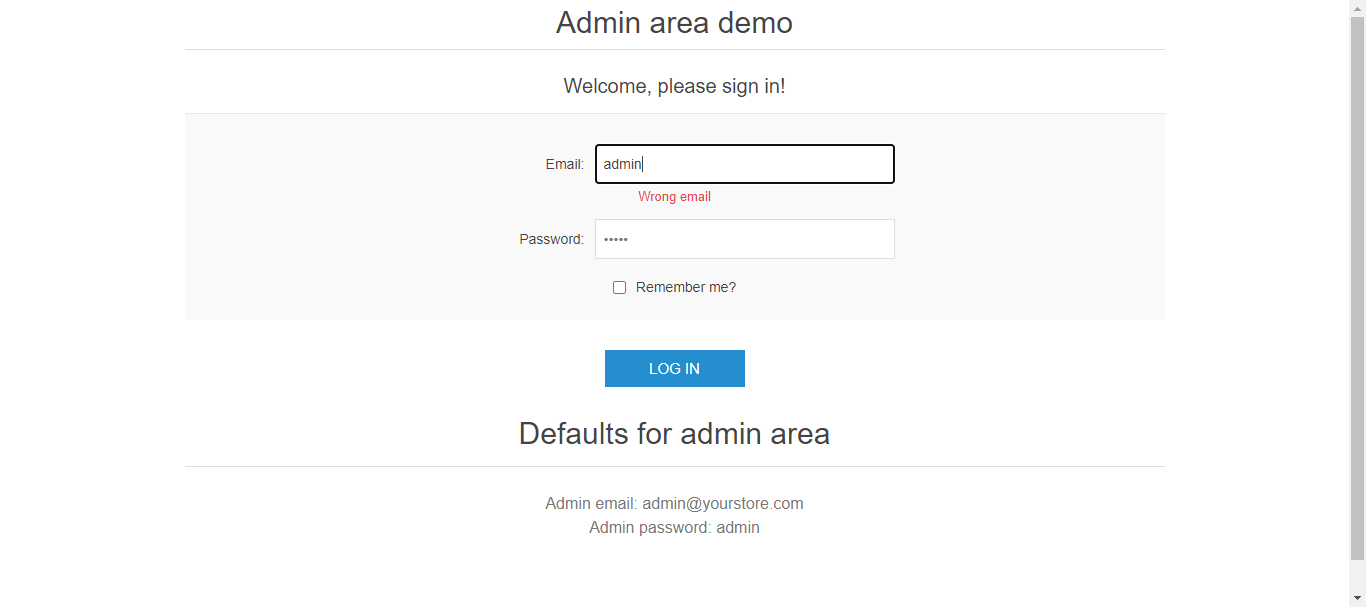 Admin area demo
Welcome, please sign in!
Email: admin
Wrong email
Password: •••••
Remember me?
LOG IN
Defaults for admin area
Admin email: admin@yourstore.com
Admin password: admin